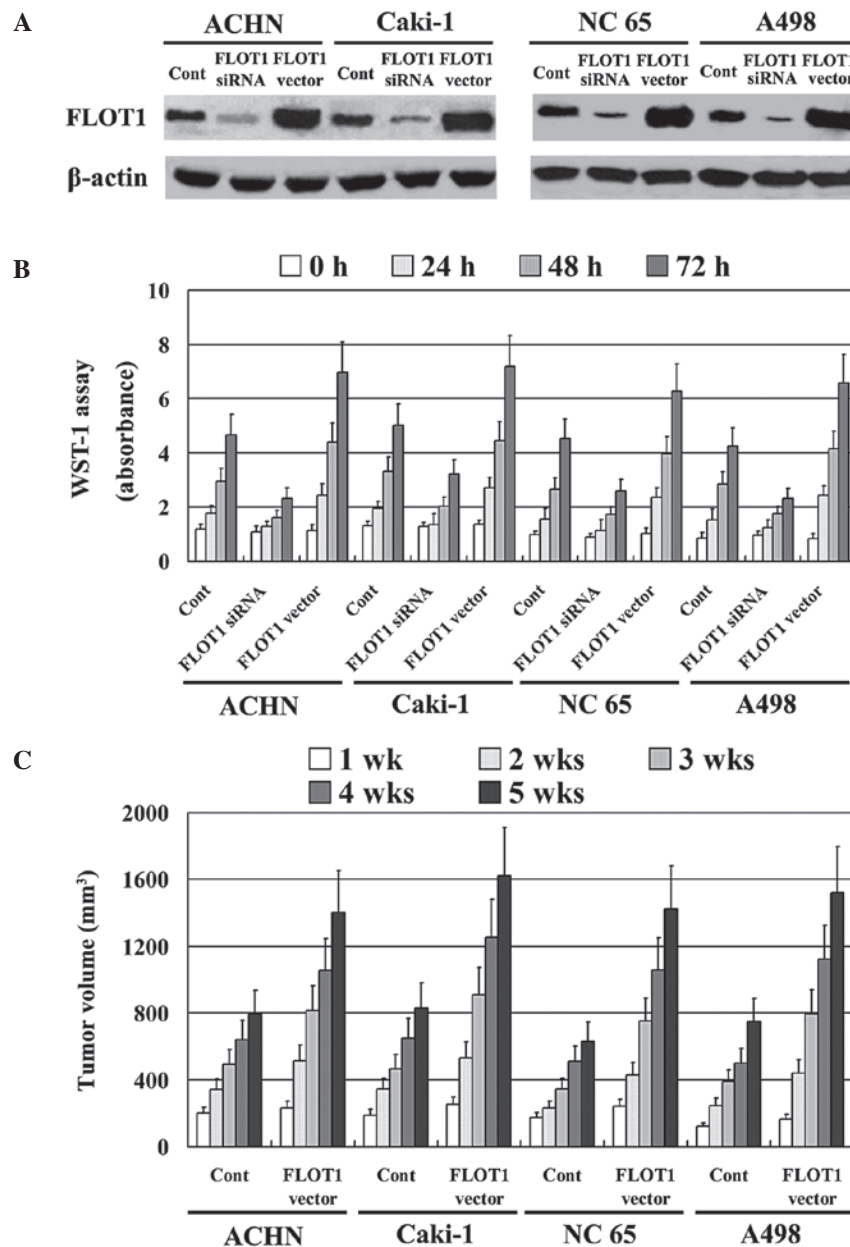 A
ACHN Caki-1 NC 65 A498
Cont FLOT1 siRNA FLOT1 vector Cont FLOT1 siRNA FLOT1 vector Cont FLOT1 siRNA FLOT1 vector Cont FLOT1 siRNA FLOT1 vector
FLOT1
β-actin
B
0 h 24 h 48 h 72 h
WST-1 assay
(absorbance)
10
8
6
4
2
0
Cont FLOT1 siRNA FLOT1 vector Cont FLOT1 siRNA FLOT1 vector Cont FLOT1 siRNA FLOT1 vector Cont FLOT1 siRNA FLOT1 vector
ACHN Caki-1 NC 65 A498
C
1 wk 2 wks 3 wks
4 wks 5 wks
Tumor volume (mm³)
2000
1600
1200
800
400
0
Cont FLOT1 Cont FLOT1 Cont FLOT1 Cont FLOT1
vector vector vector vector
ACHN Caki-1 NC 65 A498